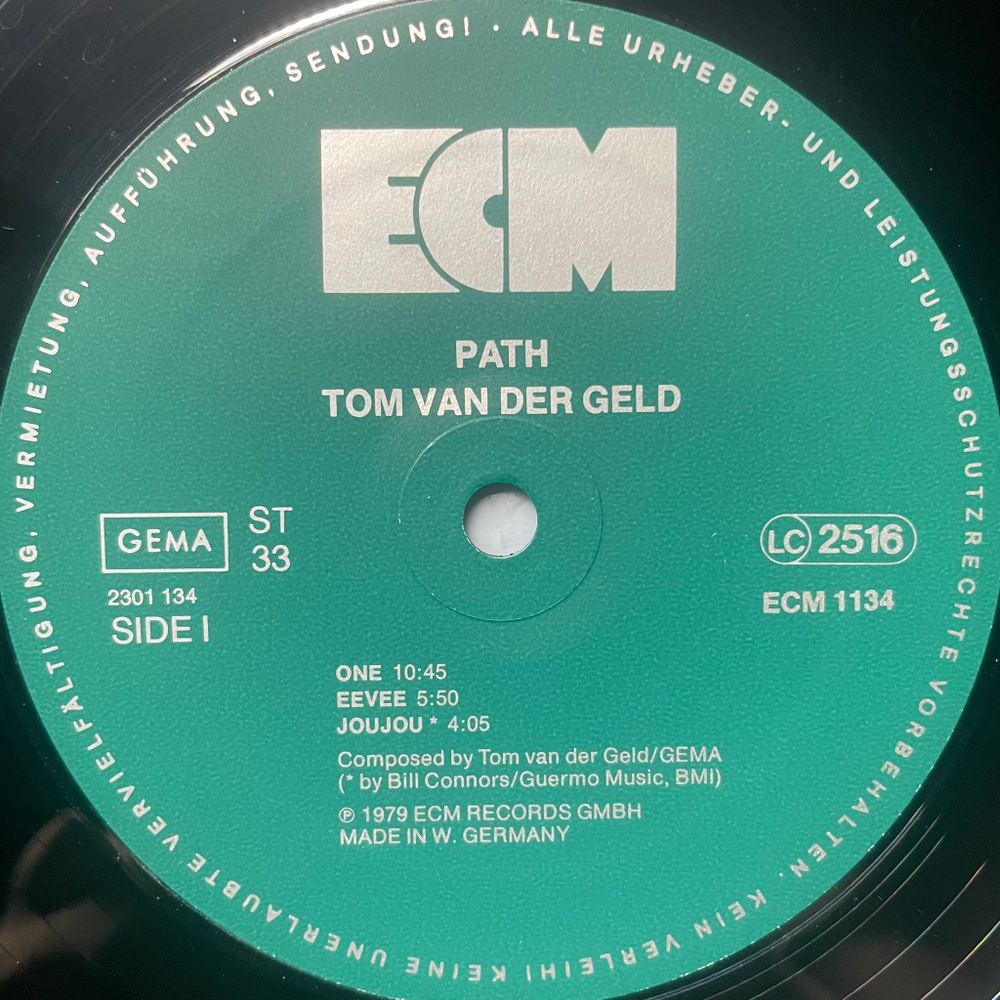 ALLE URHEBER- UND LEISTUNGSSCHUTZRECHTE VORBEHALTEN. KEIN VERLEIH! KEINE UNERLAUBTE VERVIELFÄLTIGUNG, VERMIETUNG, AUFFÜHRUNG, SENDUNG! •
ECM
PATH
TOM VAN DER GELD
GEMA
ST
33
2301 134
SIDE I
LC 2516
ECM 1134
ONE 10:45
EEVEE 5:50
JOUJOU * 4:05
Composed by Tom van der Geld/GEMA
(* by Bill Connors/Guermo Music, BMI)
℗ 1979 ECM RECORDS GMBH
MADE IN W. GERMANY